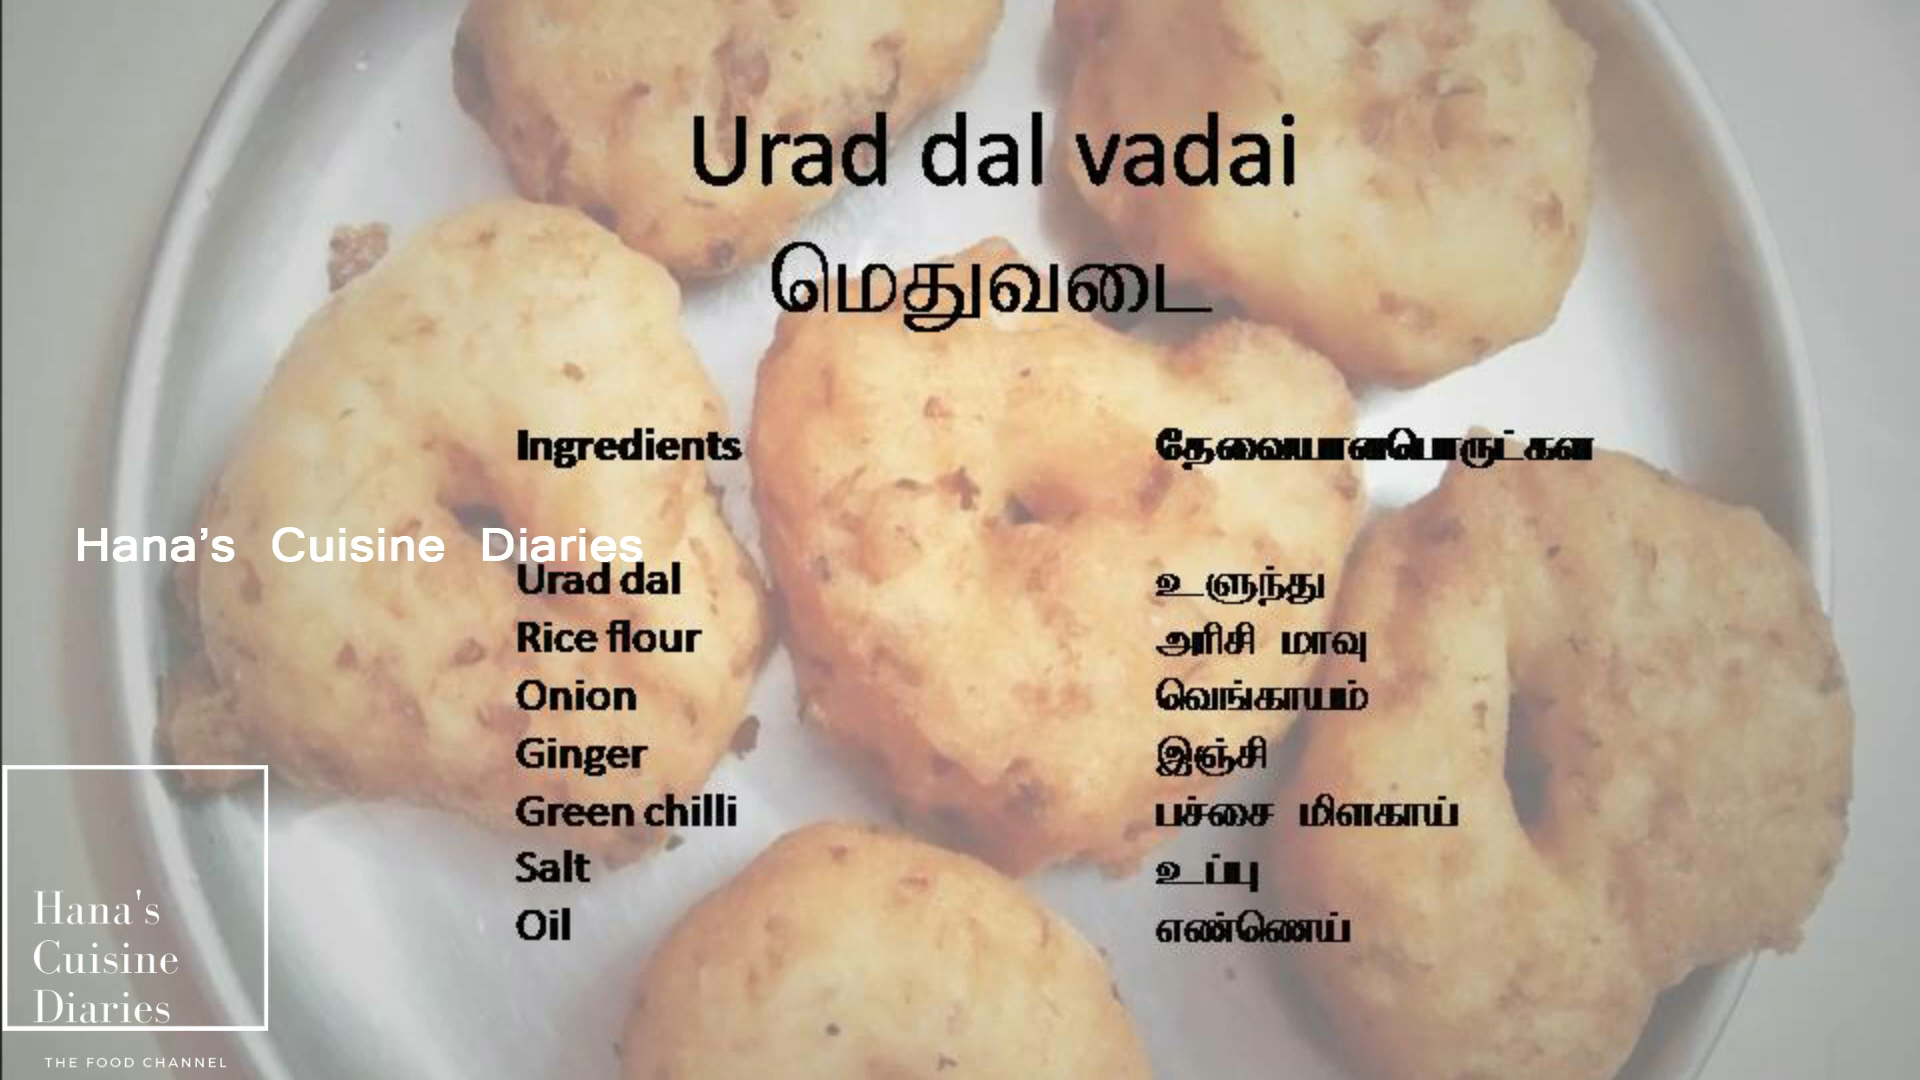 Urad dal vadai
மெதுவடை
Ingredients
தேவையானபொருட்கள
Hana's Cuisine Diaries
Urad dal
உளுந்து
Rice flour
அரிசி மாவு
Onion
வெங்காயம்
Ginger
இஞ்சி
Green chilli
பச்சை மிளகாய்
Salt
உப்பு
Oil
எண்ணெய்
Hana's
Cuisine
Diaries
THE FOOD CHANNEL